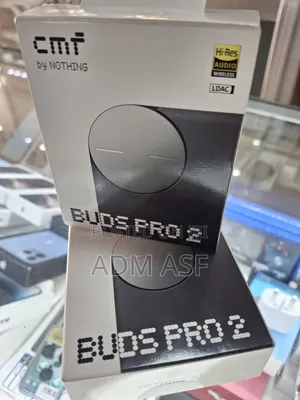 cmf
by NOTHING
Hi-Res
AUDIO
WIRELESS
LDAC
BUDS PRO 2
ADM ASF
BUDS PRO 2